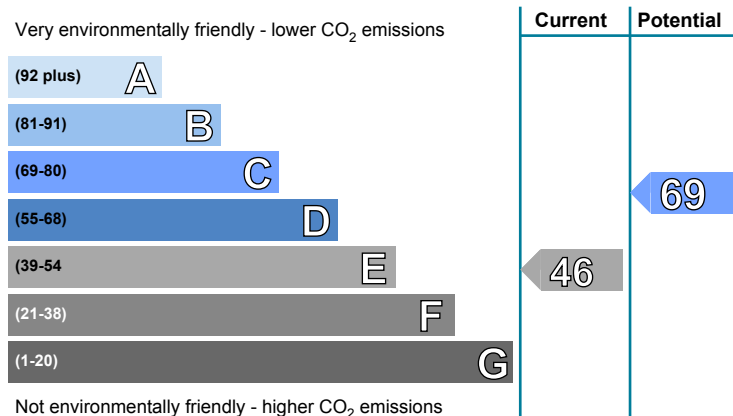 Very environmentally friendly - lower CO2 emissions
Current
Potential
(92 plus) A
(81-91) B
(69-80) C
69
(55-68) D
(39-54 E
46
(21-38) F
(1-20) G
Not environmentally friendly - higher CO2 emissions